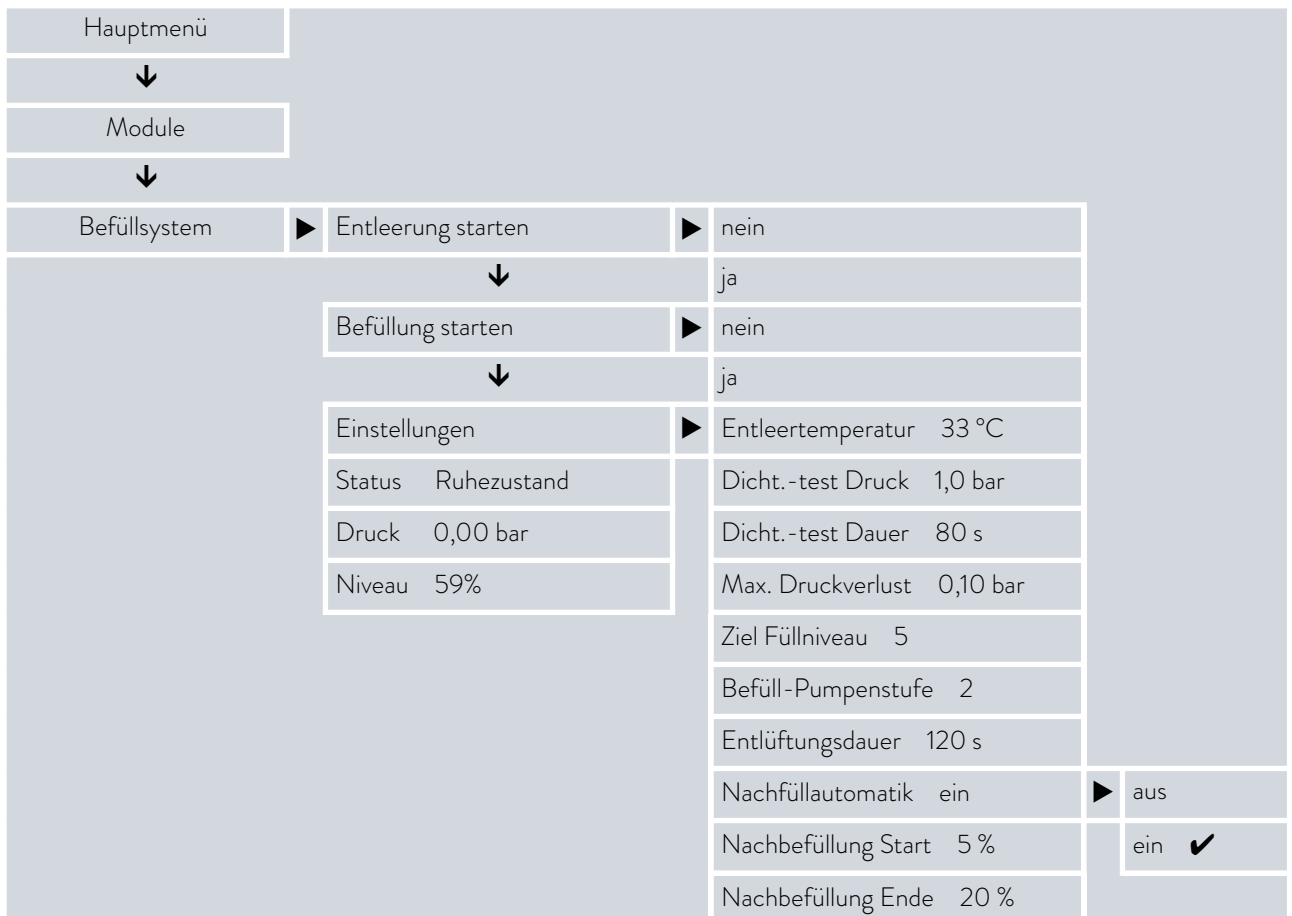 Hauptmenü
Module
Befüllsystem Entleerung starten nein
ja
Befüllung starten nein
ja
Einstellungen Entleertemperatur 33 °C
Status Ruhezustand Dicht.-test Druck 1,0 bar
Druck 0,00 bar Dicht.-test Dauer 80 s
Niveau 59% Max. Druckverlust 0,10 bar
Ziel Füllniveau 5
Befüll-Pumpenstufe 2
Entlüftungsdauer 120 s
Nachfüllautomatik ein aus
Nachbefüllung Start 5 % ein ✔
Nachbefüllung Ende 20 %